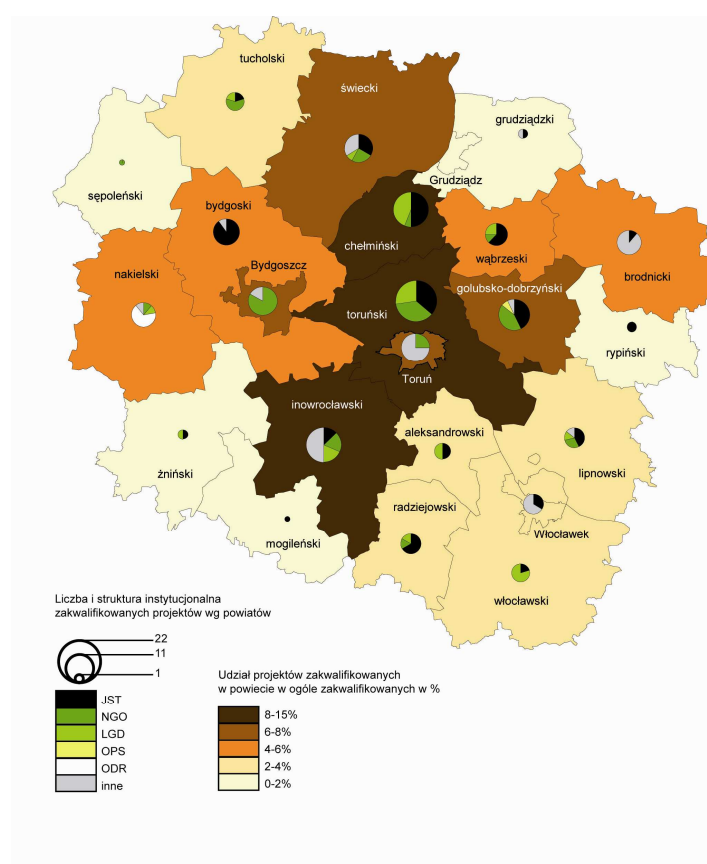 tucholski
świecki
grudziądzki
Grudziądz
sępoleński
bydgoski
chełmiński
wąbrzeski
brodnicki
nakielski
Bydgoszcz
golubsko-dobrzyński
toruński
rypiński
Toruń
inowrocławski
aleksandrowski
żniński
lipnowski
radziejowski
Włocławek
mogileński
włocławski
Liczba i struktura instytucjonalna
zakwalifikowanych projektów wg powiatów
22
11
1
JST
NGO
LGD
OPS
ODR
inne
Udział projektów zakwalifikowanych
w powiecie w ogóle zakwalifikowanych w %
8-15%
6-8%
4-6%
2-4%
0-2%